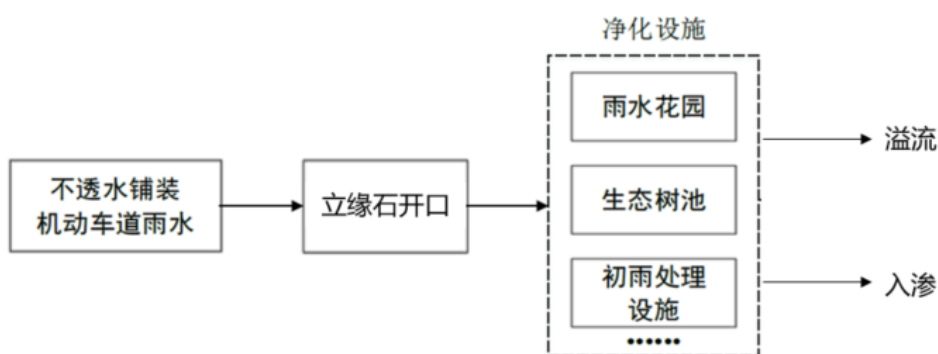 净化设施
不透水铺装
机动车道雨水
立缘石开口
雨水花园
生态树池
初雨处理
设施
••••••
溢流
入渗